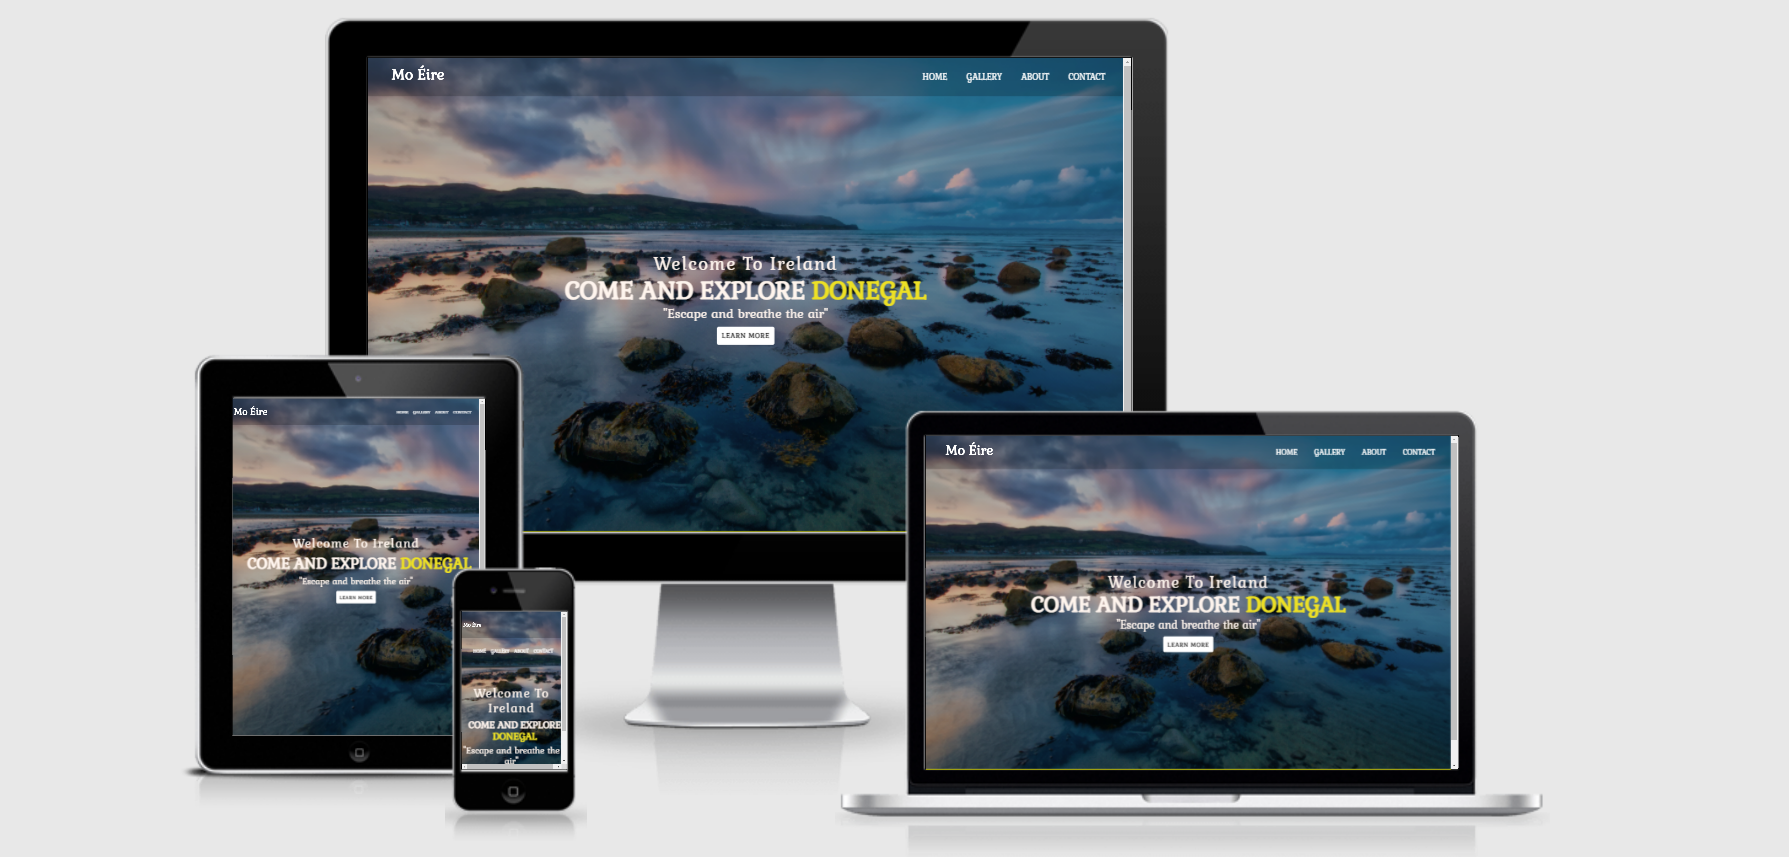 Mo Éire
HOME GALLERY ABOUT CONTACT
Welcome To Ireland
COME AND EXPLORE DONEGAL
"Escape and breathe the air"
LEARN MORE
Mo Éire
HOME GALLERY ABOUT CONTACT
Welcome To Ireland
COME AND EXPLORE DONEGAL
"Escape and breathe the air"
LEARN MORE
Mo Éire
HOME GALLERY ABOUT CONTACT
Welcome To
Ireland
COME AND EXPLORE
DONEGAL
"Escape and breathe the
air"
Mo Éire
HOME GALLERY ABOUT CONTACT
Welcome To Ireland
COME AND EXPLORE DONEGAL
"Escape and breathe the air"
LEARN MORE